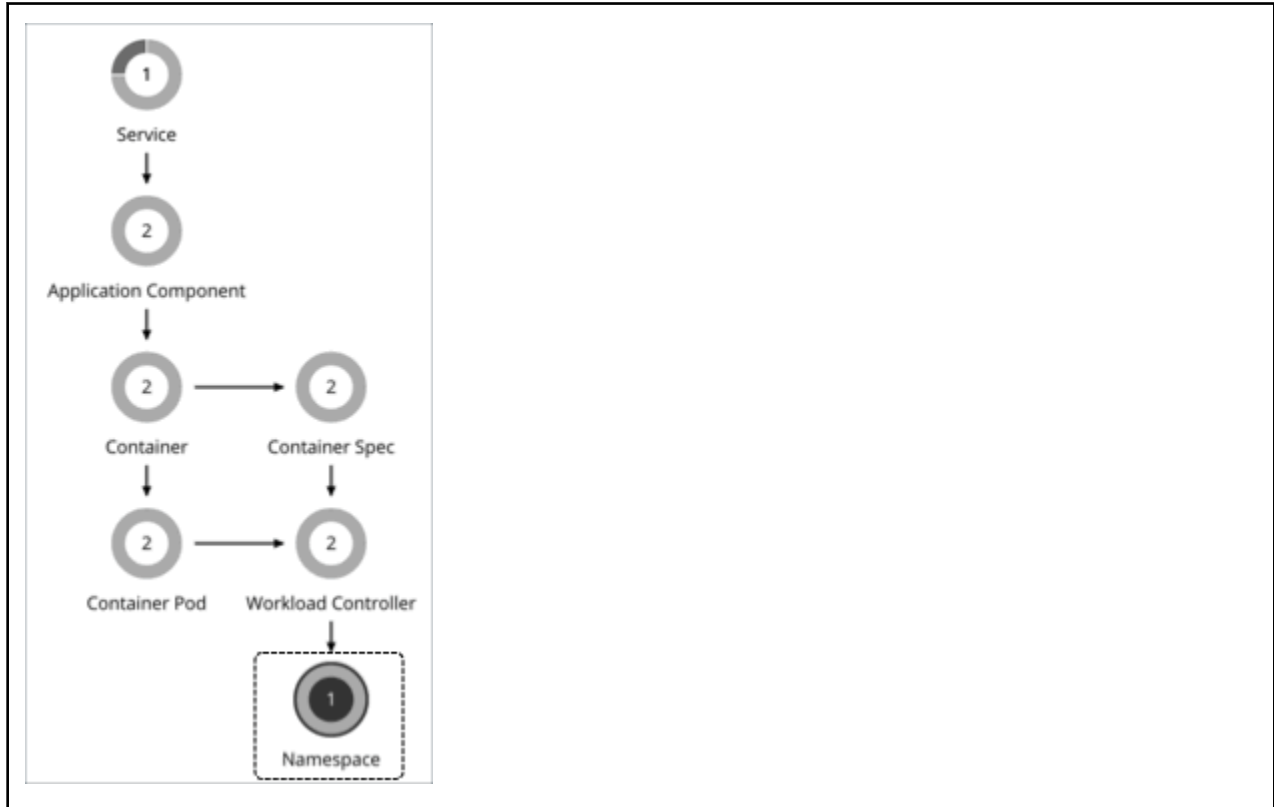 1
Service
2
Application Component
2 2
Container Container Spec
2 2
Container Pod Workload Controller
1
Namespace